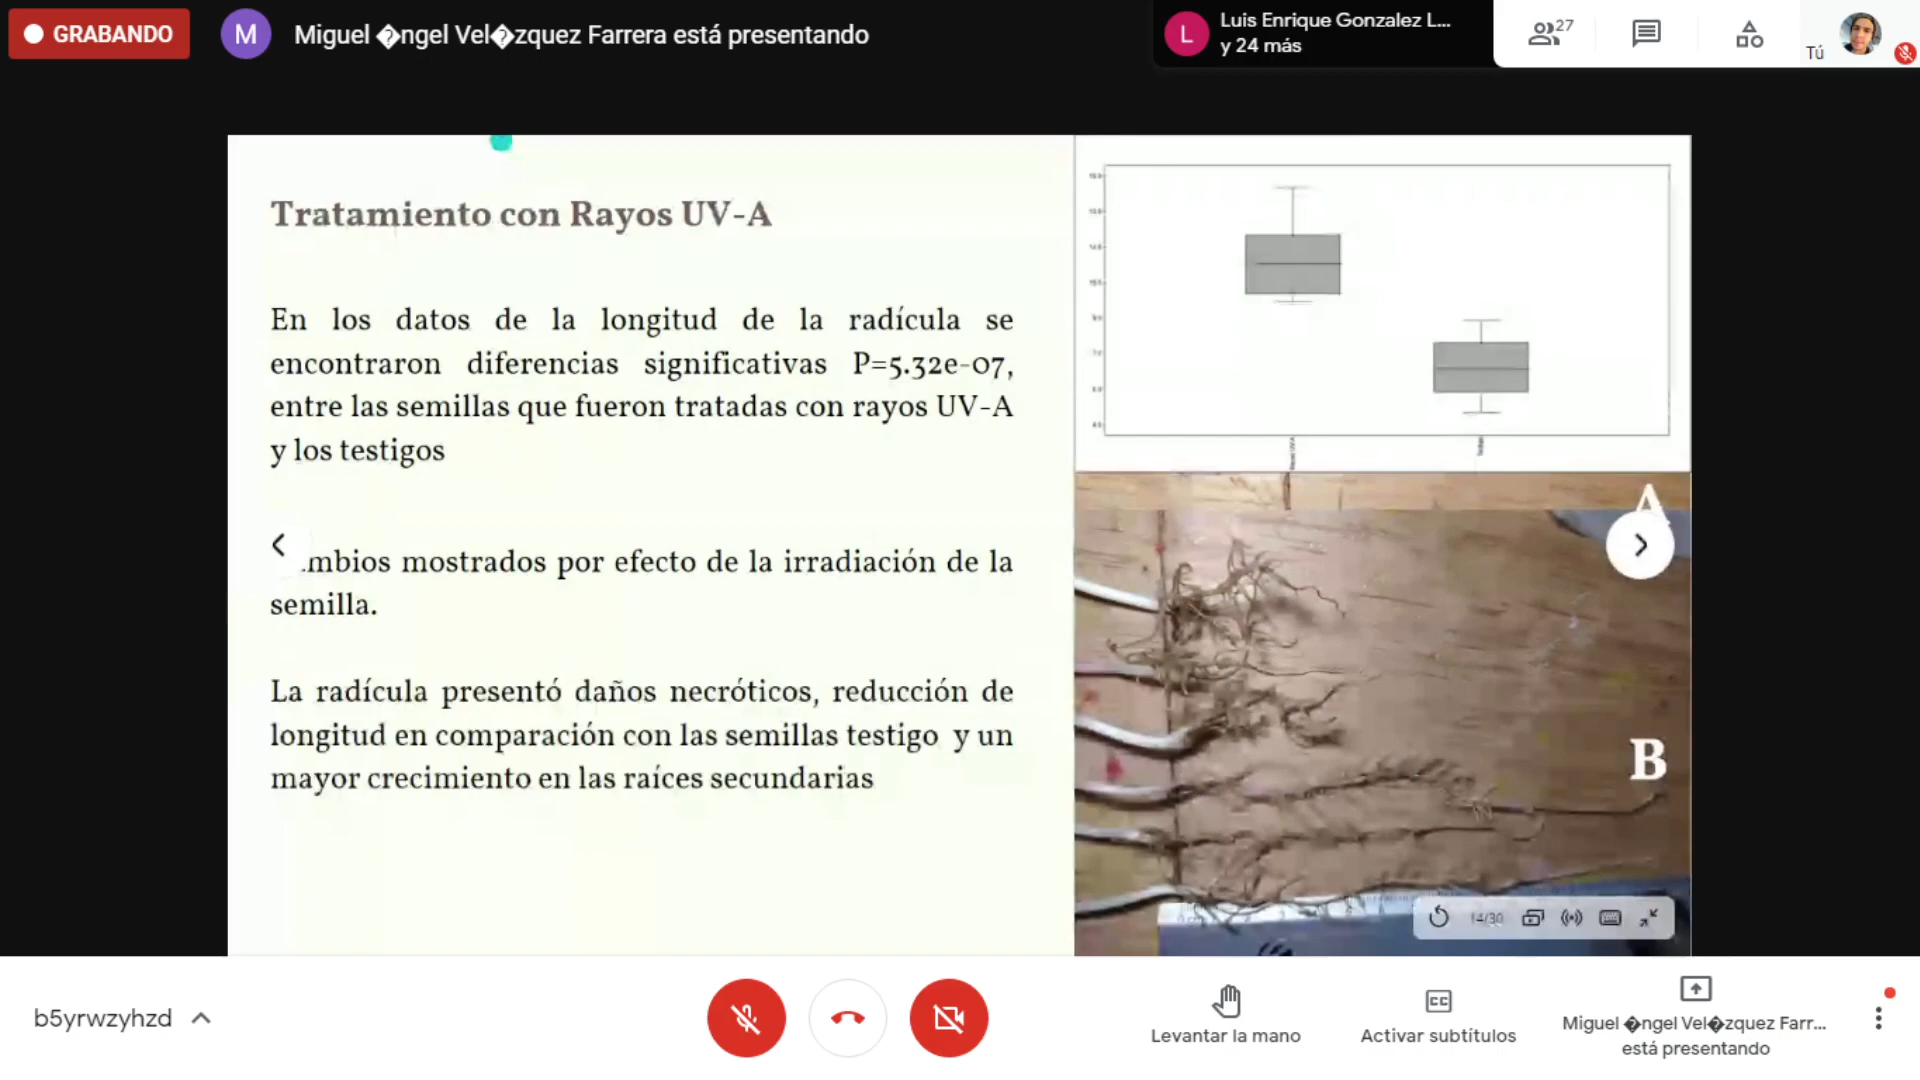 GRABANDO
M
Miguel �ngel Vel�zquez Farrera está presentando
L
Luis Enrique Gonzalez L...
y 24 más
27
Tú
Tratamiento con Rayos UV-A
En los datos de la longitud de la radícula se
encontraron diferencias significativas P=5.32e-07,
entre las semillas que fueron tratadas con rayos UV-A
y los testigos
mbios mostrados por efecto de la irradiación de la
semilla.
La radícula presentó daños necróticos, reducción de
longitud en comparación con las semillas testigo y un
mayor crecimiento en las raíces secundarias
A
B
14/30
b5yrwzyhzd
Levantar la mano
CC
Activar subtítulos
Miguel �ngel Vel�zquez Farr...
está presentando